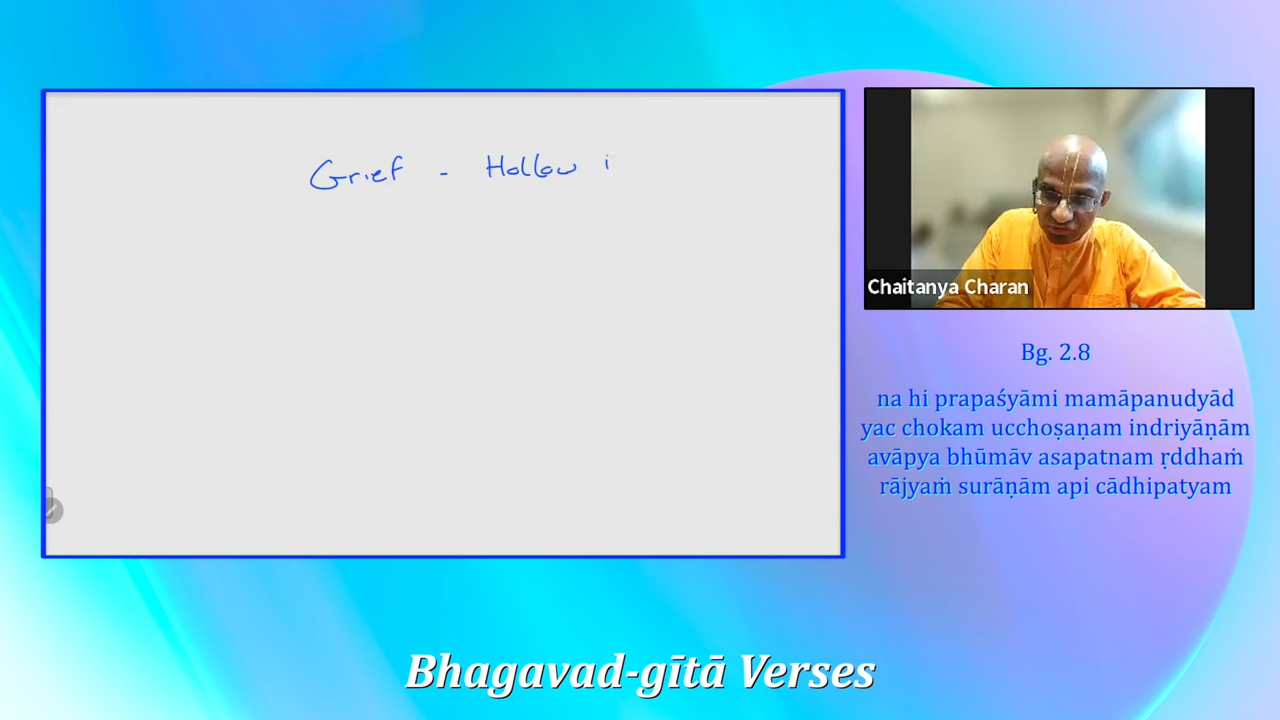 Grief - Hollow i
Chaitanya Charan
Bg. 2.8
na hi prapaśyāmi mamāpanudyād
yac chokam ucchoṣaṇam indriyāṇām
avāpya bhūmāv asapatnam ṛddhaṁ
rājyaṁ surāṇām api cādhipatyam
Bhagavad-gītā Verses